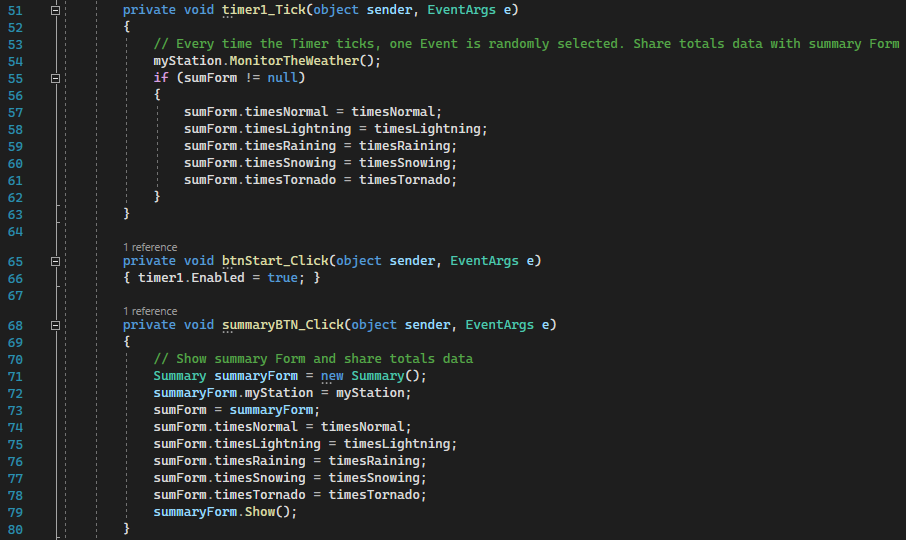 51 private void timer1_Tick(object sender, EventArgs e)
52 {
53 // Every time the Timer ticks, one Event is randomly selected. Share totals data with summary Form
54 myStation.MonitorTheWeather();
55 if (sumForm != null)
56 {
57 sumForm.timesNormal = timesNormal;
58 sumForm.timesLightning = timesLightning;
59 sumForm.timesRaining = timesRaining;
60 sumForm.timesSnowing = timesSnowing;
61 sumForm.timesTornado = timesTornado;
62 }
63 }
64
1 reference
65 private void btnStart_Click(object sender, EventArgs e)
66 { timer1.Enabled = true; }
67
1 reference
68 private void summaryBTN_Click(object sender, EventArgs e)
69 {
70 // Show summary Form and share totals data
71 Summary summaryForm = new Summary();
72 summaryForm.myStation = myStation;
73 sumForm = summaryForm;
74 sumForm.timesNormal = timesNormal;
75 sumForm.timesLightning = timesLightning;
76 sumForm.timesRaining = timesRaining;
77 sumForm.timesSnowing = timesSnowing;
78 sumForm.timesTornado = timesTornado;
79 summaryForm.Show();
80 }